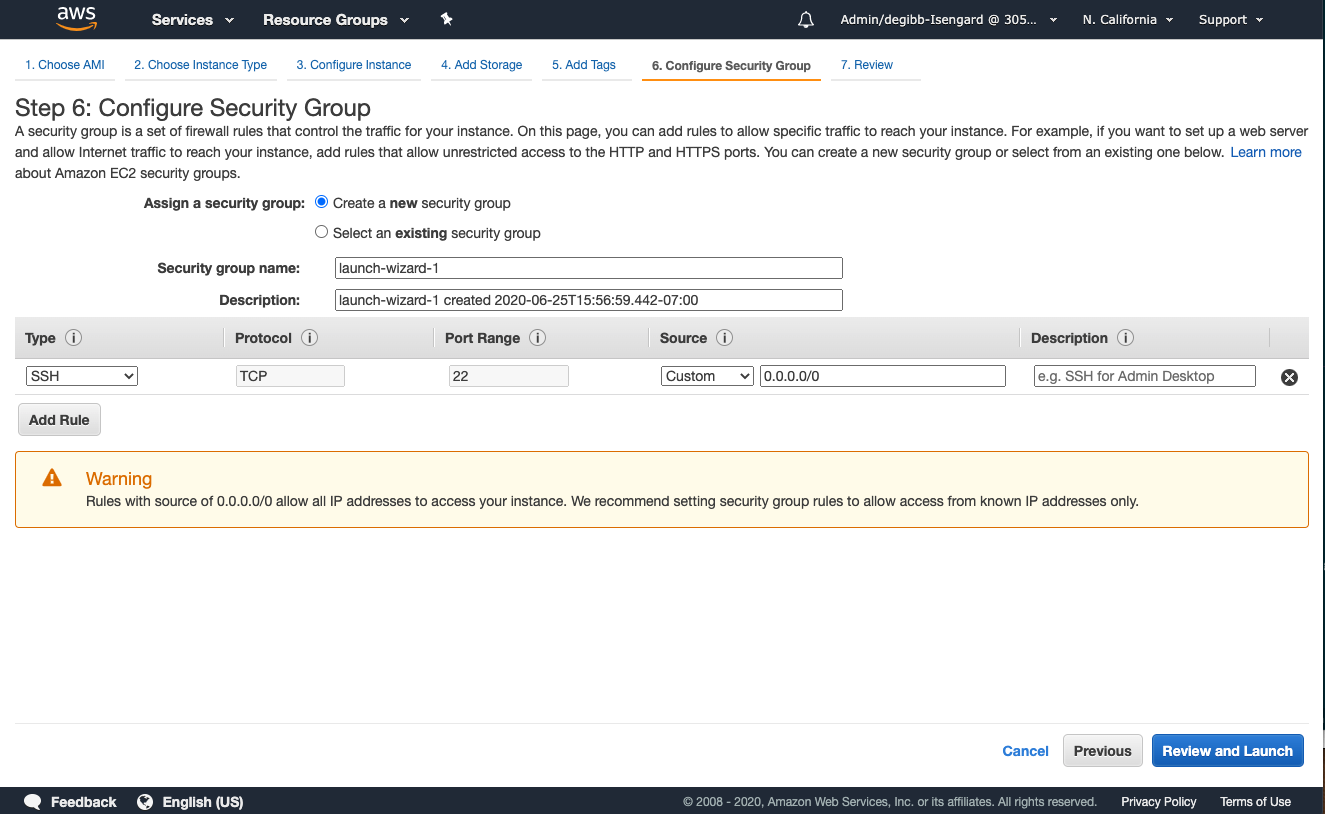 aws Services Resource Groups Admin/degibb-Isengard @ 305... N. California Support
1. Choose AMI 2. Choose Instance Type 3. Configure Instance 4. Add Storage 5. Add Tags 6. Configure Security Group 7. Review
Step 6: Configure Security Group
A security group is a set of firewall rules that control the traffic for your instance. On this page, you can add rules to allow specific traffic to reach your instance. For example, if you want to set up a web server
and allow Internet traffic to reach your instance, add rules that allow unrestricted access to the HTTP and HTTPS ports. You can create a new security group or select from an existing one below. Learn more
about Amazon EC2 security groups.
Assign a security group: Create a new security group
Select an existing security group
Security group name: launch-wizard-1
Description: launch-wizard-1 created 2020-06-25T15:56:59.442-07:00
Type i Protocol i Port Range i Source i Description i
SSH TCP 22 Custom 0.0.0.0/0 e.g. SSH for Admin Desktop
Add Rule
Warning
Rules with source of 0.0.0.0/0 allow all IP addresses to access your instance. We recommend setting security group rules to allow access from known IP addresses only.
Cancel Previous Review and Launch
Feedback English (US) © 2008 - 2020, Amazon Web Services, Inc. or its affiliates. All rights reserved. Privacy Policy Terms of Use